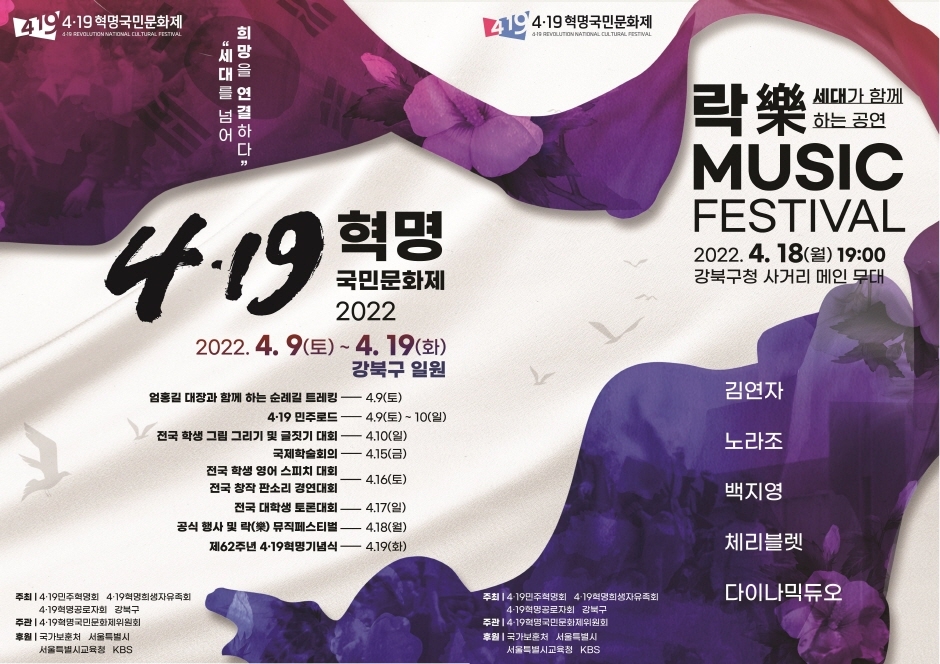 4·19 4·19혁명국민문화제
4·19 REVOLUTION NATIONAL CULTURAL FESTIVAL
“세대를 넘어
희망을 연결하다”
4·19 혁명
국민문화제
2022
2022. 4. 9(토) ~ 4. 19(화)
강북구 일원
엄홍길 대장과 함께 하는 순례길 트레킹 4.9(토)
4·19 민주로드 4.9(토) ~ 10(일)
전국 학생 그림 그리기 및 글짓기 대회 4.10(일)
국제학술회의 4.15(금)
전국 학생 영어 스피치 대회
전국 창작 판소리 경연대회 4.16(토)
전국 대학생 토론대회 4.17(일)
공식 행사 및 락(樂) 뮤직페스티벌 4.18(월)
제62주년 4·19혁명기념식 4.19(화)
주최 | 4·19민주혁명회 4·19혁명희생자유족회
4·19혁명공로자회 강북구
주관 | 4·19혁명국민문화제위원회
후원 | 국가보훈처 서울특별시
서울특별시교육청 KBS
4·19 4·19혁명국민문화제
4·19 REVOLUTION NATIONAL CULTURAL FESTIVAL
락 樂 세대가 함께
하는 공연
MUSIC
FESTIVAL
2022. 4. 18(월) 19:00
강북구청 사거리 메인 무대
김연자
노라조
백지영
체리블렛
다이나믹듀오
주최 | 4·19민주혁명회 4·19혁명희생자유족회
4·19혁명공로자회 강북구
주관 | 4·19혁명국민문화제위원회
후원 | 국가보훈처 서울특별시
서울특별시교육청 KBS